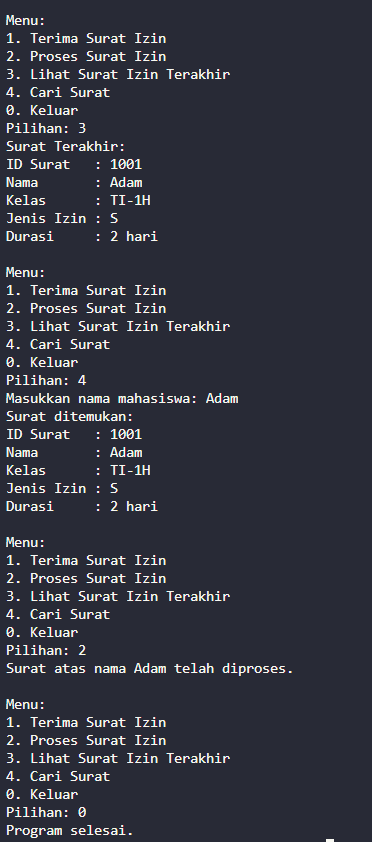 Menu:
1. Terima Surat Izin
2. Proses Surat Izin
3. Lihat Surat Izin Terakhir
4. Cari Surat
0. Keluar
Pilihan: 3
Surat Terakhir:
ID Surat   : 1001
Nama       : Adam
Kelas      : TI-1H
Jenis Izin : S
Durasi     : 2 hari

Menu:
1. Terima Surat Izin
2. Proses Surat Izin
3. Lihat Surat Izin Terakhir
4. Cari Surat
0. Keluar
Pilihan: 4
Masukkan nama mahasiswa: Adam
Surat ditemukan:
ID Surat   : 1001
Nama       : Adam
Kelas      : TI-1H
Jenis Izin : S
Durasi     : 2 hari

Menu:
1. Terima Surat Izin
2. Proses Surat Izin
3. Lihat Surat Izin Terakhir
4. Cari Surat
0. Keluar
Pilihan: 2
Surat atas nama Adam telah diproses.

Menu:
1. Terima Surat Izin
2. Proses Surat Izin
3. Lihat Surat Izin Terakhir
4. Cari Surat
0. Keluar
Pilihan: 0
Program selesai.